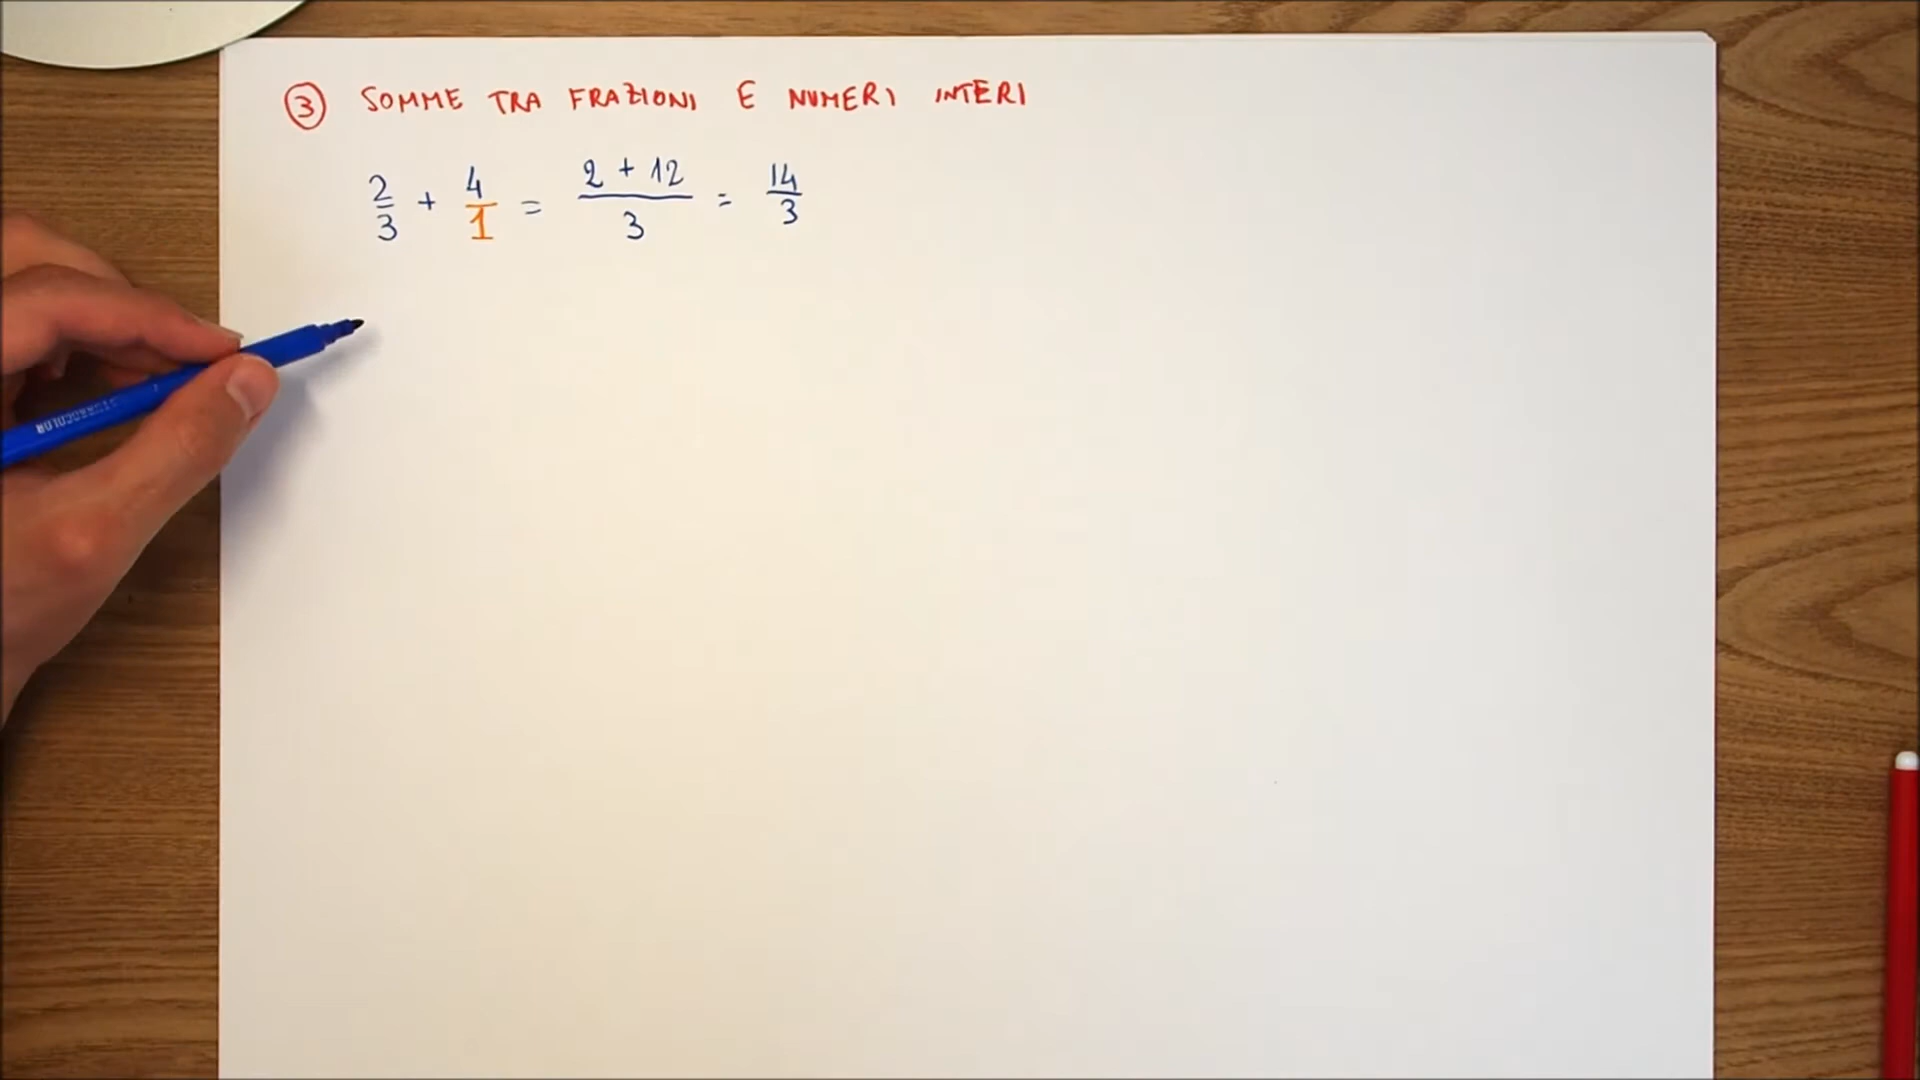 ③ SOMME TRA FRAZIONI E NUMERI INTERI
2/3 + 4/1 = (2 + 12)/3 = 14/3